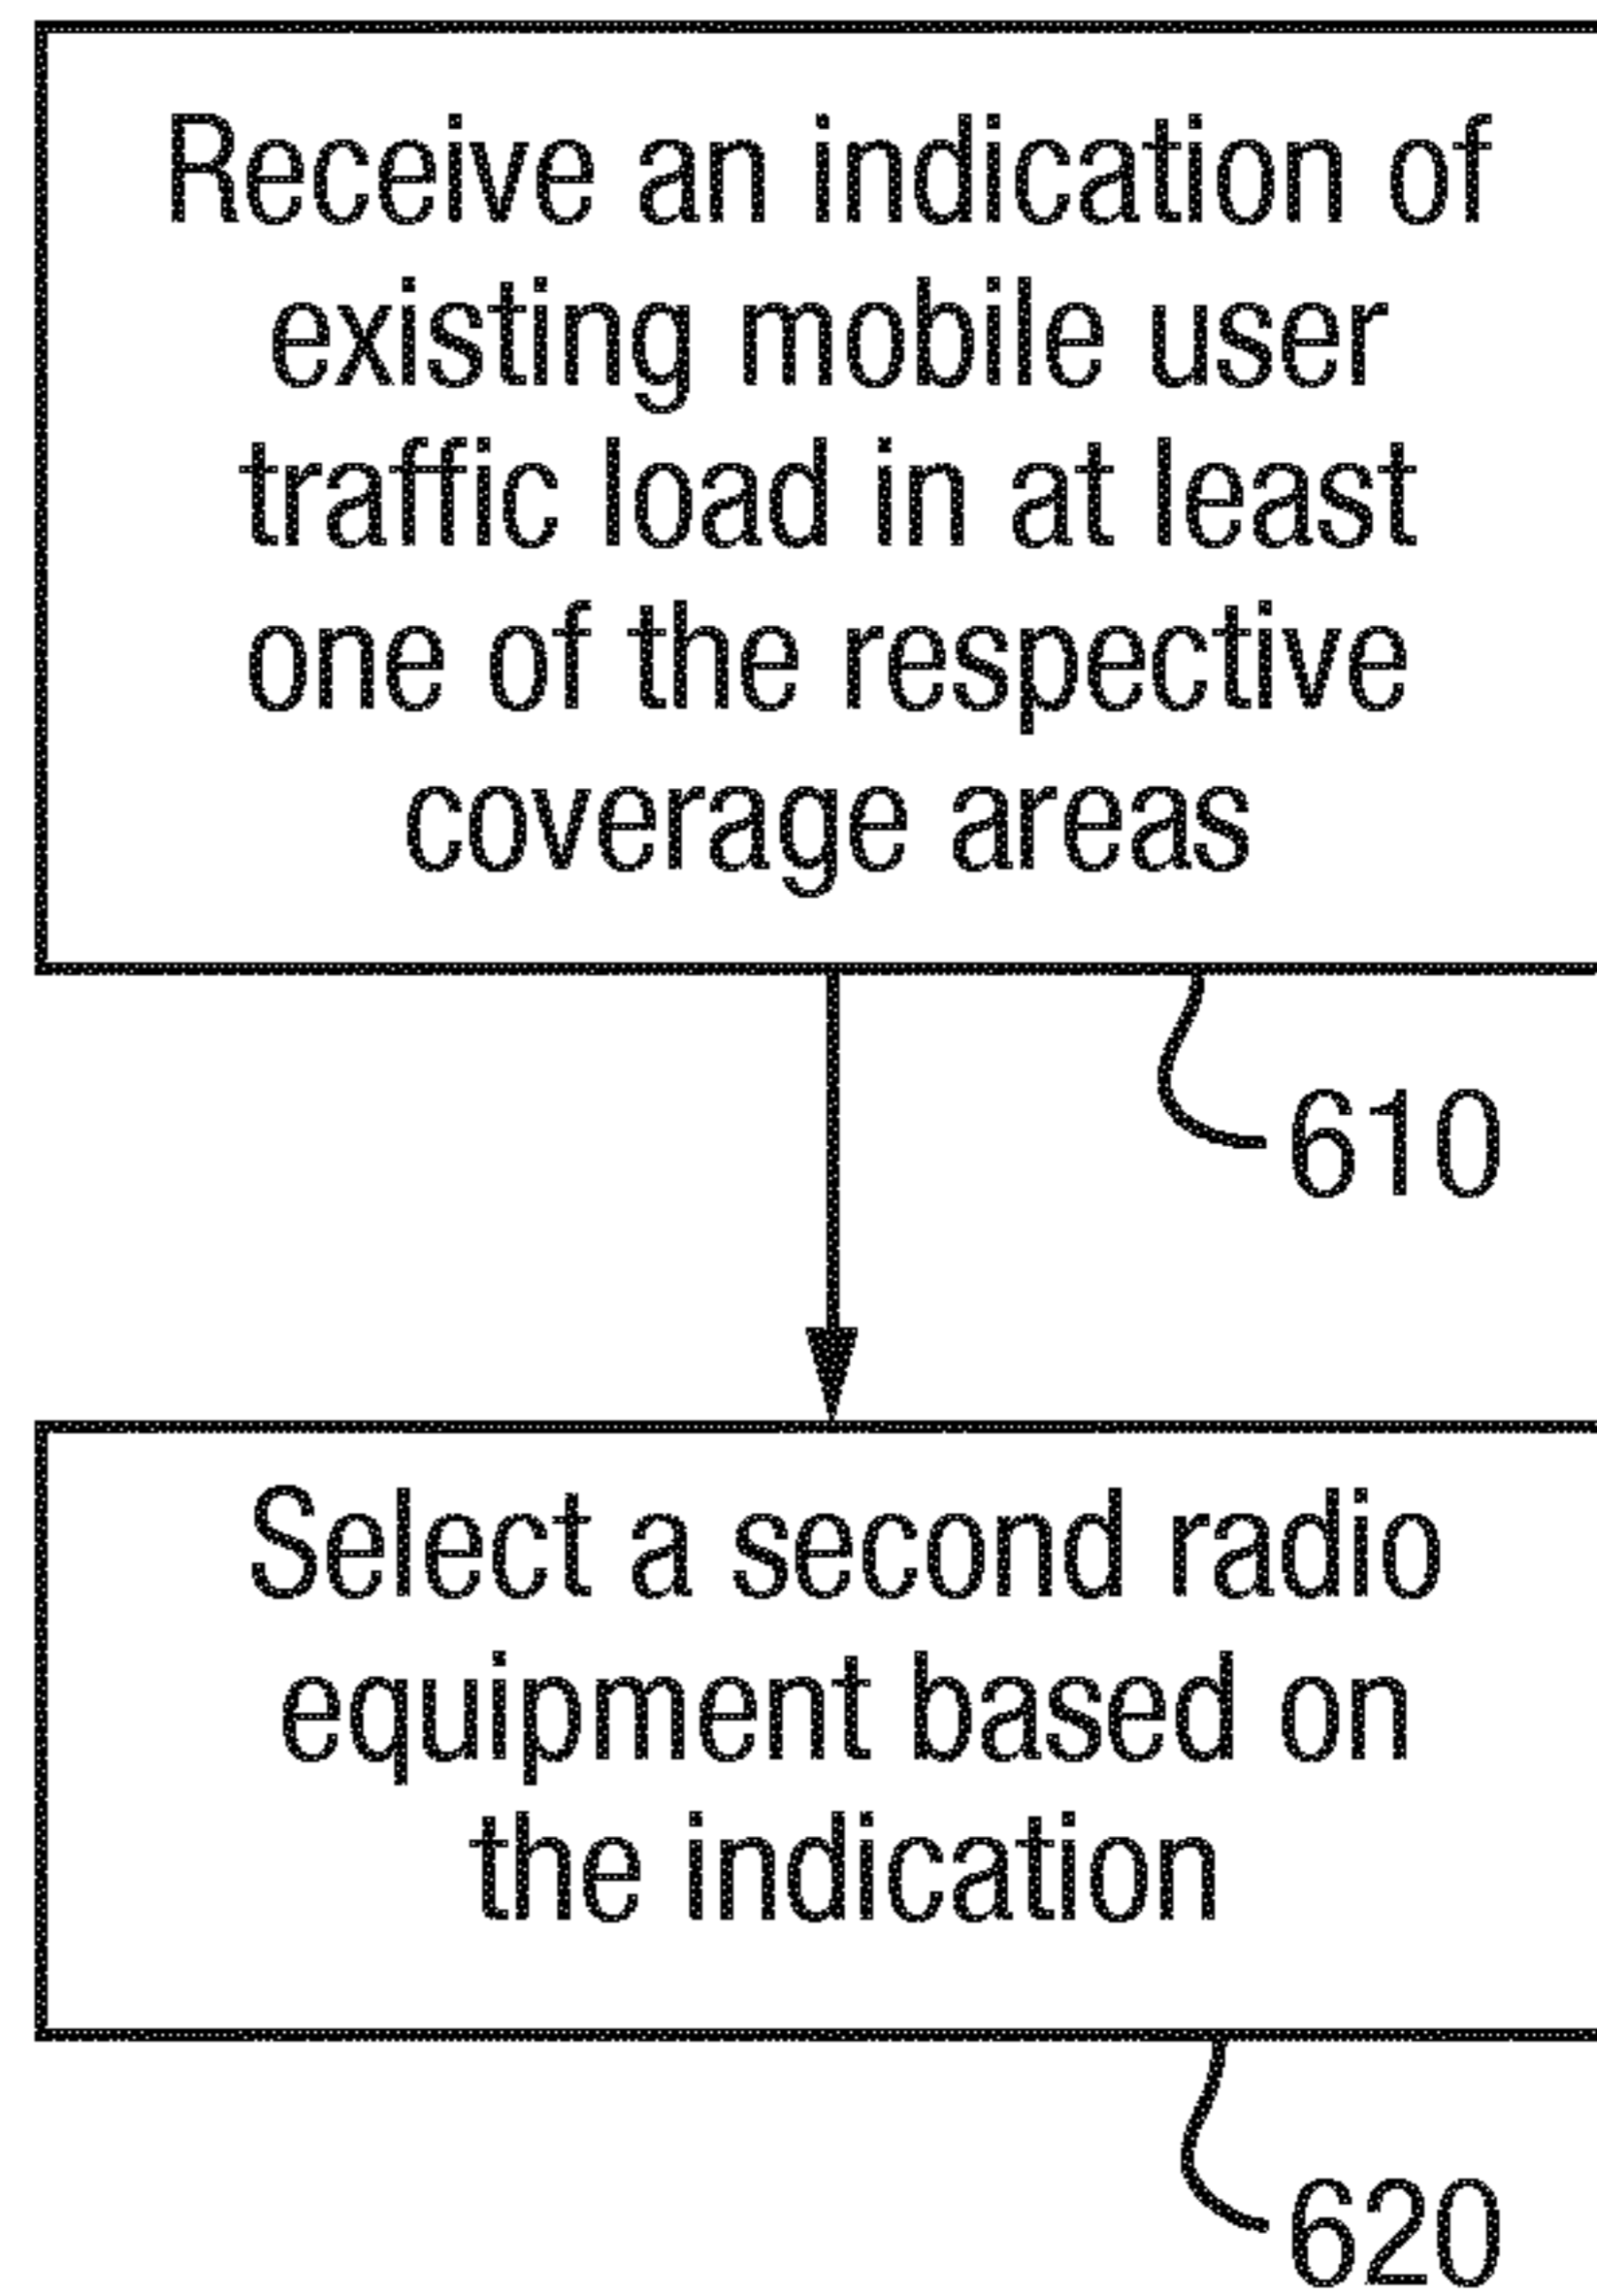 Receive an indication of
existing mobile user
traffic load in at least
one of the respective
coverage areas
610
Select a second radio
equipment based on
the indication
620